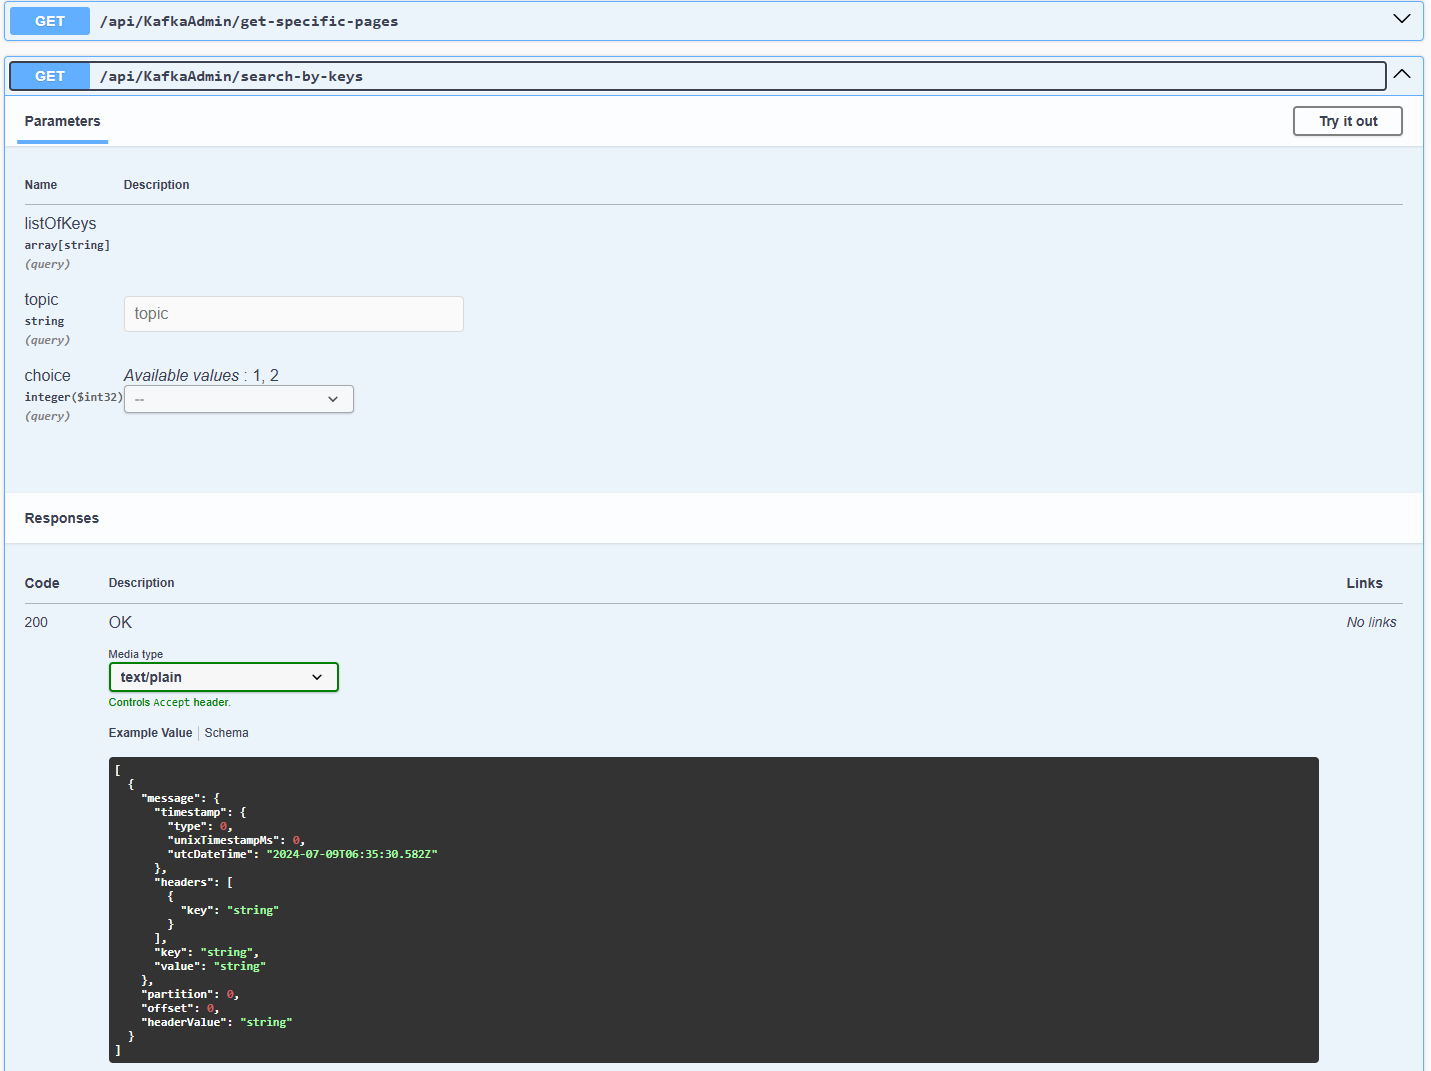 GET /api/KafkaAdmin/get-specific-pages
GET /api/KafkaAdmin/search-by-keys
Parameters
Try it out
Name Description
listOfKeys
array[string]
(query)
topic
string
(query)
topic
choice
integer($int32)
(query)
Available values : 1, 2
--
Responses
Code Description Links
200 OK No links
Media type
text/plain
Controls Accept header.
Example Value Schema
[
  {
    "message": {
      "timestamp": {
        "type": 0,
        "unixTimestampMs": 0,
        "utcDateTime": "2024-07-09T06:35:30.582Z"
      },
      "headers": [
        {
          "key": "string"
        }
      ],
      "key": "string",
      "value": "string"
    },
    "partition": 0,
    "offset": 0,
    "headerValue": "string"
  }
]